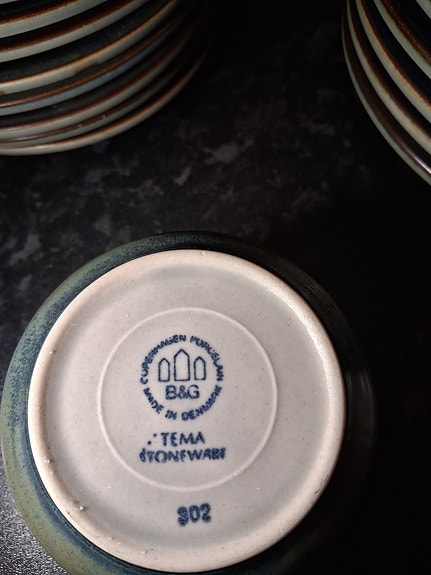 COPENHAGEN PORCELAIN
B&G
MADE IN DENMARK
TEMA
STONEWARE
302